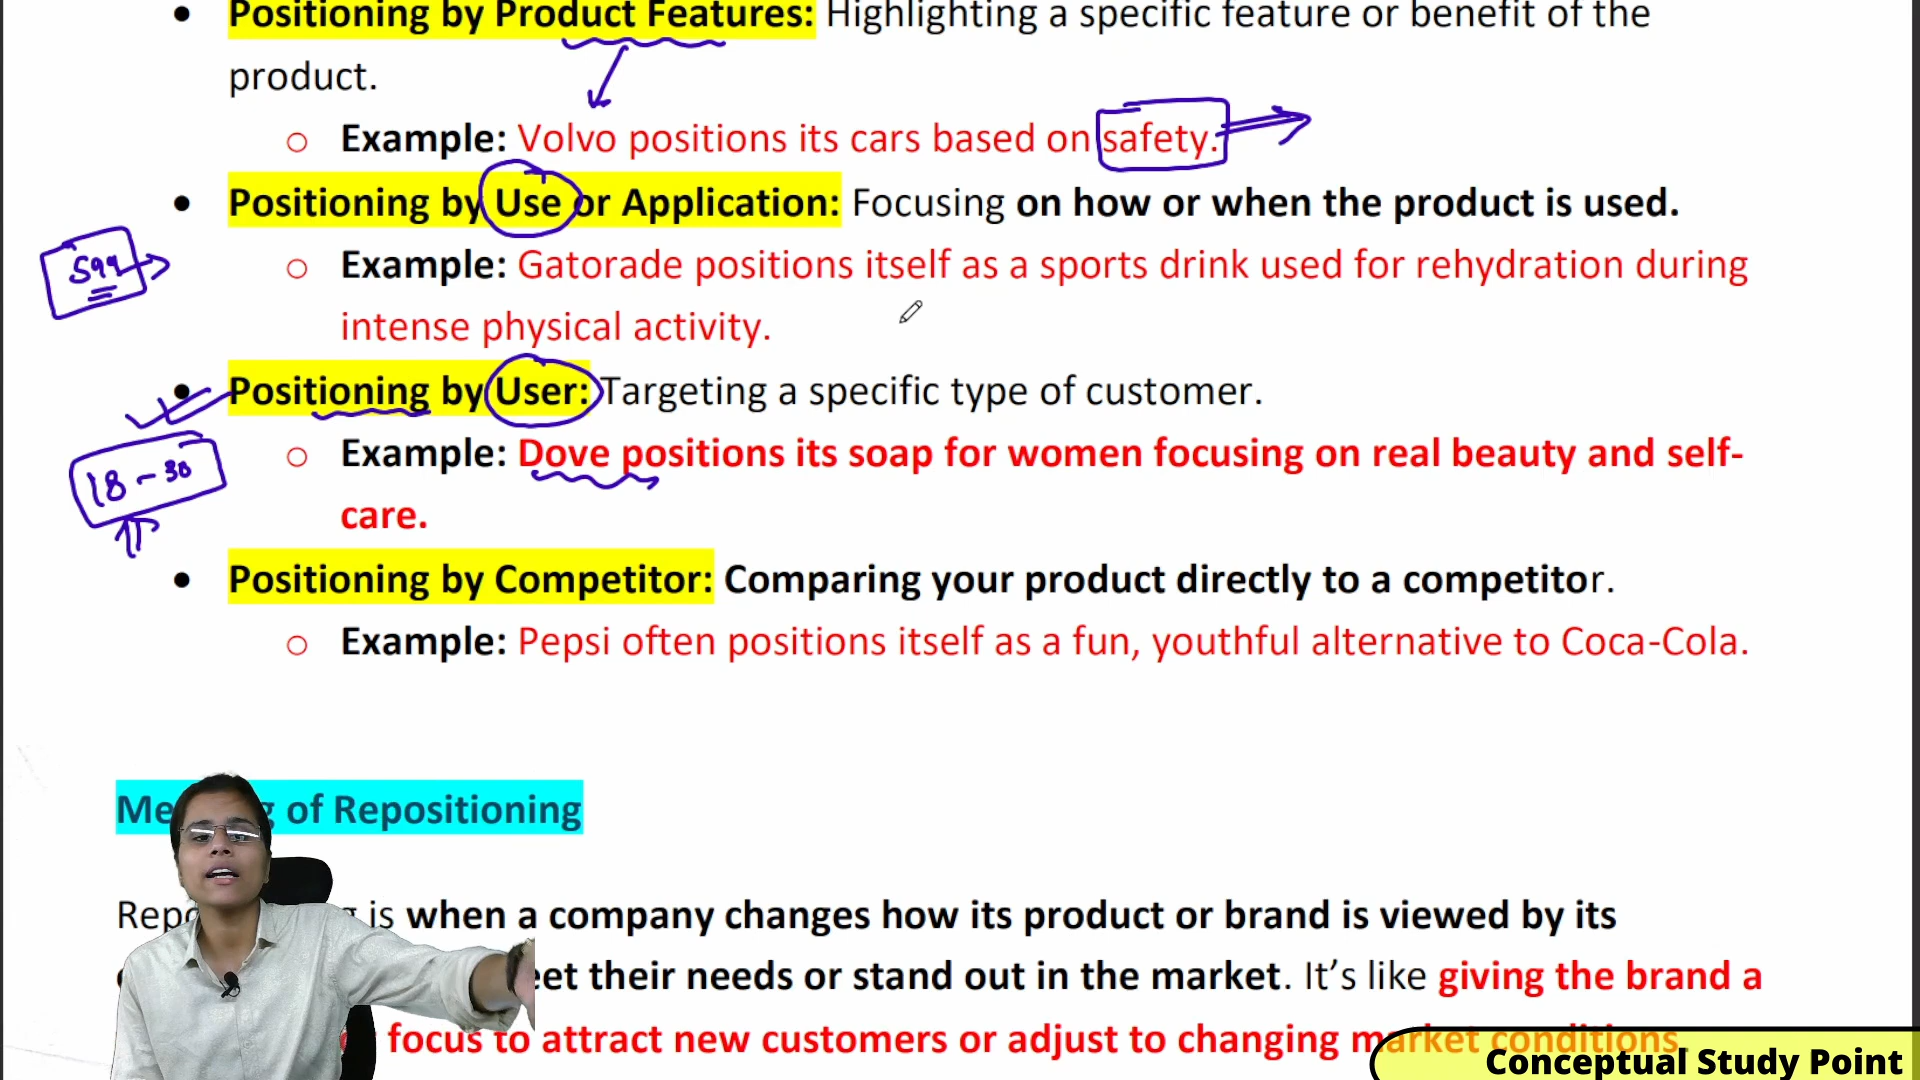 Positioning by Product Features: Highlighting a specific feature or benefit of the
product.
Example: Volvo positions its cars based on safety.
Positioning by Use or Application: Focusing on how or when the product is used.
599
Example: Gatorade positions itself as a sports drink used for rehydration during
intense physical activity.
Positioning by User: Targeting a specific type of customer.
18-30
Example: Dove positions its soap for women focusing on real beauty and self-
care.
Positioning by Competitor: Comparing your product directly to a competitor.
Example: Pepsi often positions itself as a fun, youthful alternative to Coca-Cola.
of Repositioning
is when a company changes how its product or brand is viewed by its
their needs or stand out in the market. It's like giving the brand a
focus to attract new customers or adjust to changing market conditions.
Conceptual Study Point